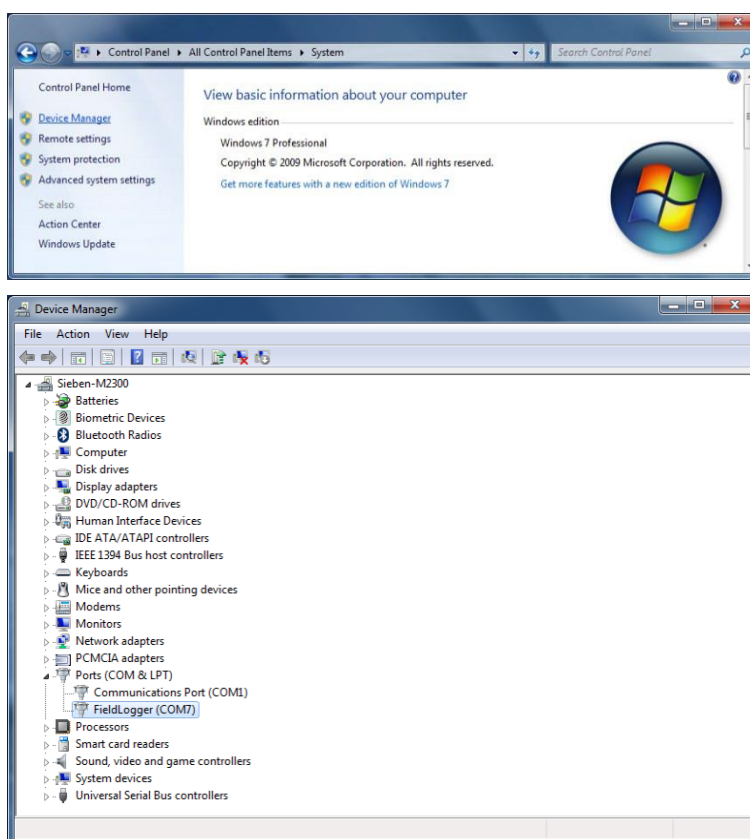 Control Panel ▸ All Control Panel Items ▸ System
Search Control Panel
Control Panel Home
Device Manager
Remote settings
System protection
Advanced system settings
See also
Action Center
Windows Update
View basic information about your computer
Windows edition
Windows 7 Professional
Copyright © 2009 Microsoft Corporation. All rights reserved.
Get more features with a new edition of Windows 7
Device Manager
File Action View Help
Sieben-M2300
Batteries
Biometric Devices
Bluetooth Radios
Computer
Disk drives
Display adapters
DVD/CD-ROM drives
Human Interface Devices
IDE ATA/ATAPI controllers
IEEE 1394 Bus host controllers
Keyboards
Mice and other pointing devices
Modems
Monitors
Network adapters
PCMCIA adapters
Ports (COM & LPT)
Communications Port (COM1)
FieldLogger (COM7)
Processors
Smart card readers
Sound, video and game controllers
System devices
Universal Serial Bus controllers